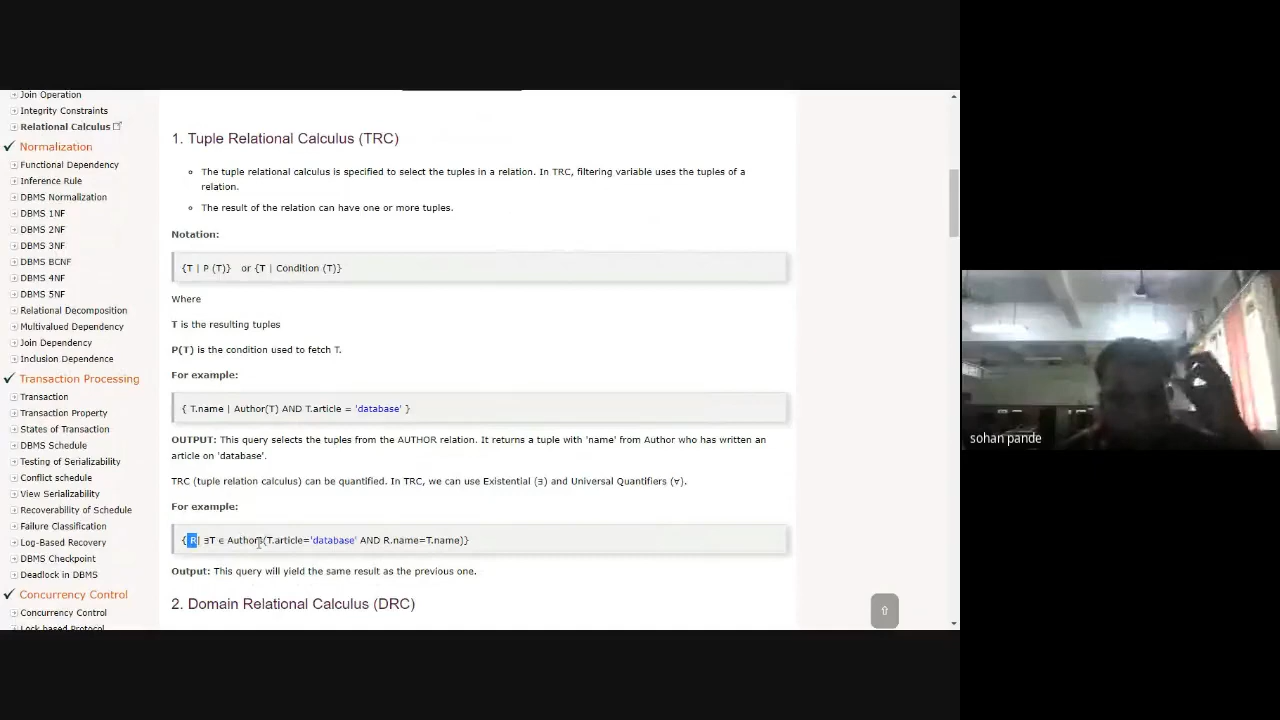 Join Operation
Integrity Constraints
Relational Calculus
Normalization
Functional Dependency
Inference Rule
DBMS Normalization
DBMS 1NF
DBMS 2NF
DBMS 3NF
DBMS BCNF
DBMS 4NF
DBMS 5NF
Relational Decomposition
Multivalued Dependency
Join Dependency
Inclusion Dependence
Transaction Processing
Transaction
Transaction Property
States of Transaction
DBMS Schedule
Testing of Serializability
Conflict schedule
View Serializability
Recoverability of Schedule
Failure Classification
Log-Based Recovery
DBMS Checkpoint
Deadlock in DBMS
Concurrency Control
Concurrency Control
Lock based Protocol
1. Tuple Relational Calculus (TRC)
The tuple relational calculus is specified to select the tuples in a relation. In TRC, filtering variable uses the tuples of a
relation.
The result of the relation can have one or more tuples.
Notation:
{T | P (T)} or {T | Condition (T)}
Where
T is the resulting tuples
P(T) is the condition used to fetch T.
For example:
{ T.name | Author(T) AND T.article = 'database' }
OUTPUT: This query selects the tuples from the AUTHOR relation. It returns a tuple with 'name' from Author who has written an
article on 'database'.
TRC (tuple relation calculus) can be quantified. In TRC, we can use Existential (∃) and Universal Quantifiers (∀).
For example:
{ R| ∃T ∈ Authors(T.article='database' AND R.name=T.name)}
Output: This query will yield the same result as the previous one.
2. Domain Relational Calculus (DRC)
sohan pande